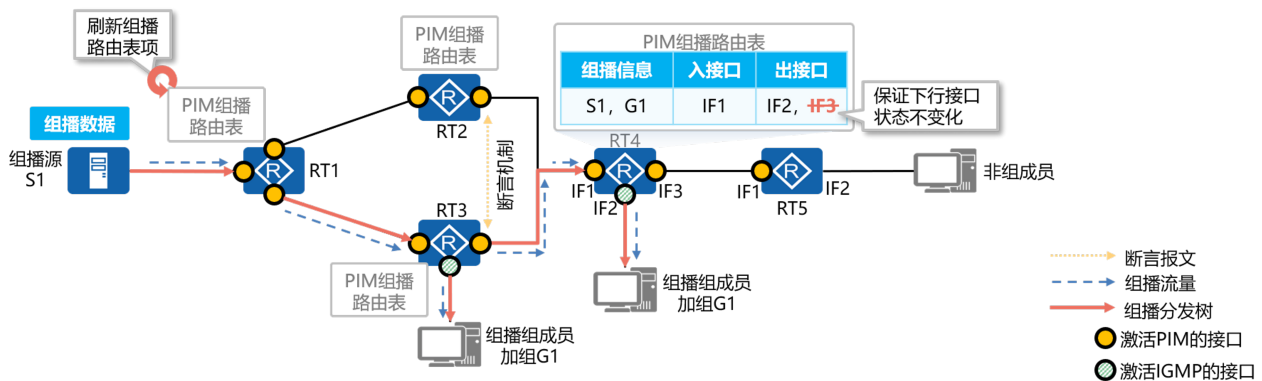 刷新组播
路由表项
PIM组播
路由表
组播数据
组播源
S1
R
RT1
PIM组播
路由表
R
RT2
断言机制
RT3
R
PIM组播
路由表
组播组成员
加组G1
PIM组播路由表
组播信息 入接口 出接口
S1，G1 IF1 IF2，IF3
保证下行接口
状态不变化
RT4
R
IF1
IF2
IF3
组播组成员
加组G1
IF1
R
IF2
RT5
非组成员
断言报文
组播流量
组播分发树
激活PIM的接口
激活IGMP的接口